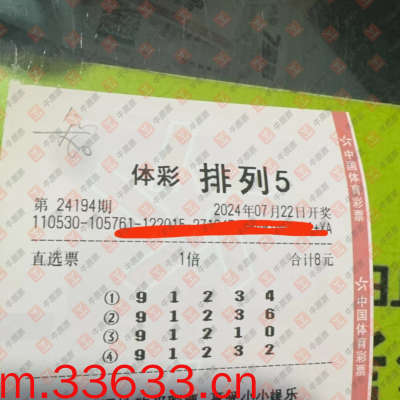 体彩 排列5
第 24194期 2024年07月22日开奖
110530-105761-122015
直选票 1倍 合计8元
① 9 1 2 3 4
② 9 1 2 3 6
③ 9 1 2 1 0
④ 9 1 2 3 2
中国体育彩票
中国体育彩票
m.33633.cn